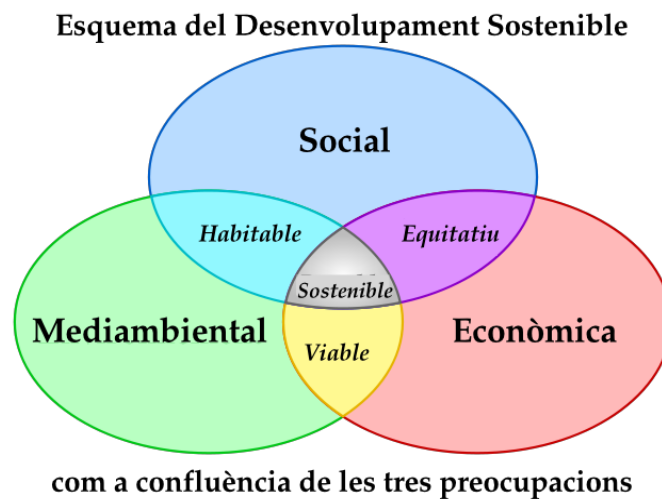 Esquema del Desenvolupament Sostenible
Social
Habitable
Equitatiu
Sostenible
Mediambiental
Econòmica
Viable
com a confluència de les tres preocupacions